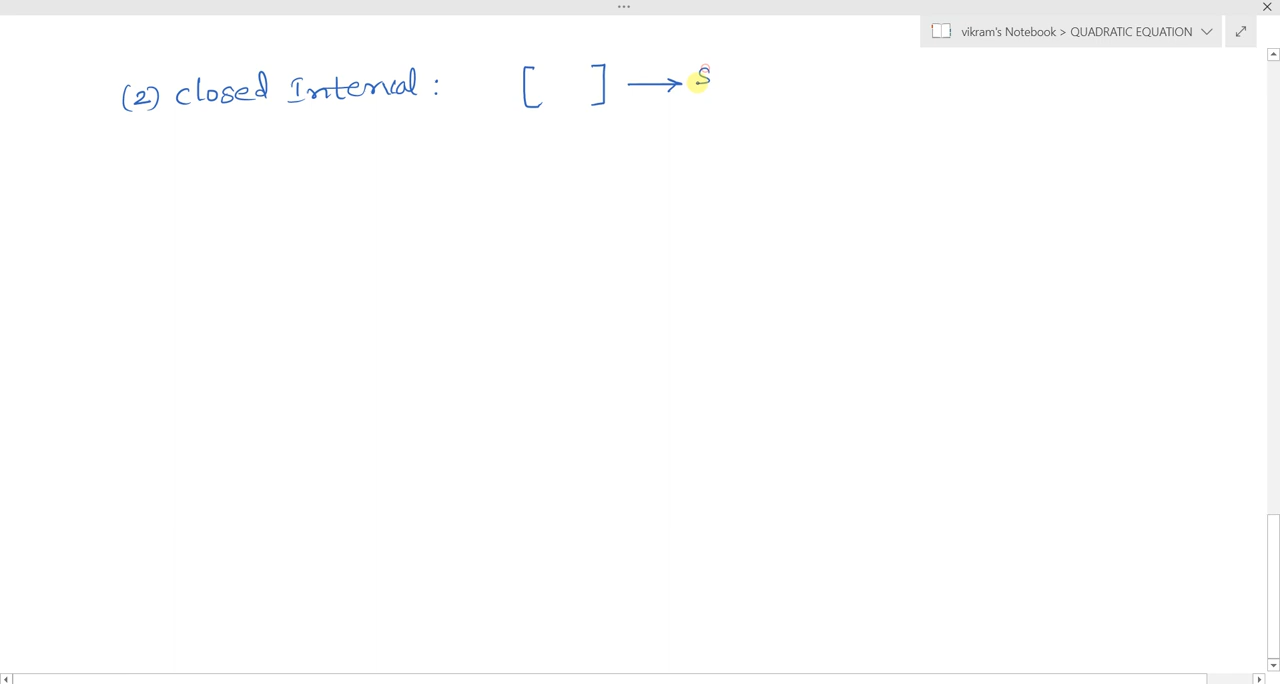 vikram's Notebook > QUADRATIC EQUATION
(2) closed Interval : [ ] → S